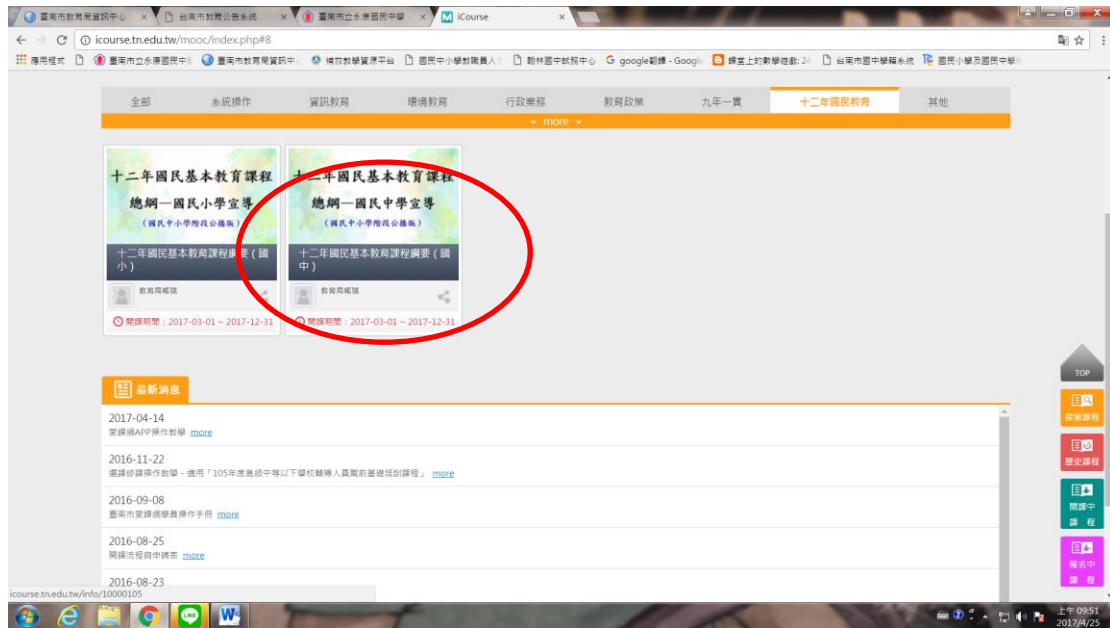 臺南市教育局資訊中心
台南市教育公告系統
臺南市立永康國民中學
iCourse
icourse.tn.edu.tw/mooc/index.php#8
應用程式
臺南市立永康國民中
臺南市教育局資訊中
補救教學資源平台
國民中小學教職員人
翰林國中試務中心
google翻譯 - Googl
課堂上的數學遊戲: 24
台南市國中學籍系統
國民小學及國民中學
全部 系統操作 資訊教育 環境教育 行政業務 教育政策 九年一貫 十二年國民教育 其他
more
十二年國民基本教育課程
總綱—國民小學宣導
(國民中小學階段公播版)
十二年國民基本教育課程綱要（國
小）
教育局帳號
開課期間：2017-03-01 ~ 2017-12-31
十二年國民基本教育課程
總綱—國民中學宣導
(國民中小學階段公播版)
十二年國民基本教育課程綱要（國
中）
教育局帳號
開課期間：2017-03-01 ~ 2017-12-31
最新消息
2017-04-14
愛課網APP操作教學 more
2016-11-22
選課修課操作教學 - 適用「105年度高級中等以下學校輔導人員職前基礎培訓課程」 more
2016-09-08
臺南市愛課網學員操作手冊 more
2016-08-25
開課流程與申請表 more
2016-08-23
TOP
探索課程
歷史課程
開課中
課 程
報名中
課 程
icourse.tn.edu.tw/info/10000105
上午 09:51
2017/4/25